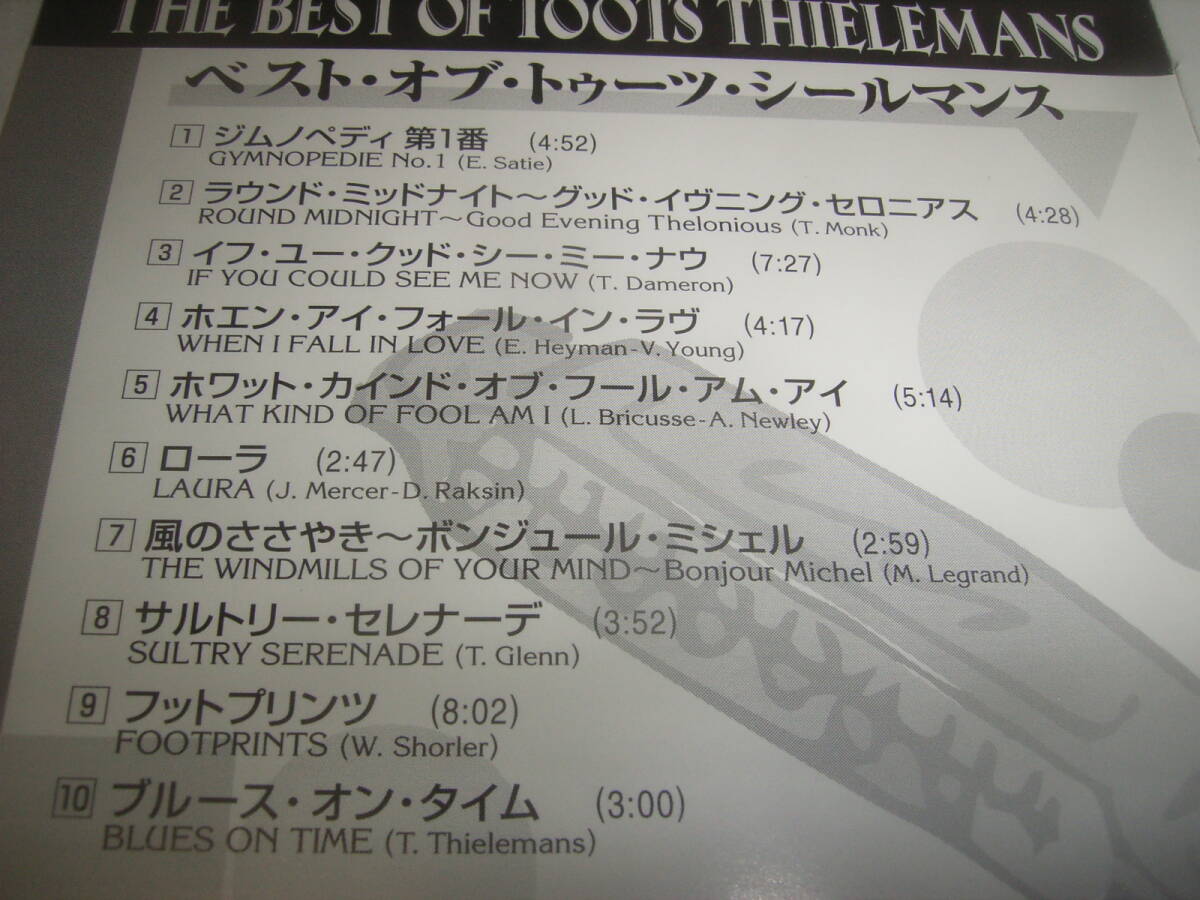 THE BEST OF TOOTS THIELEMANS
ベスト・オブ・トゥーツ・シールマンス
1 ジムノペディ 第1番 (4:52)
GYMNOPEDIE No.1 (E. Satie)
2 ラウンド・ミッドナイト〜グッド・イヴニング・セロニアス (4:28)
ROUND MIDNIGHT〜Good Evening Thelonious (T. Monk)
3 イフ・ユー・クッド・シー・ミー・ナウ (7:27)
IF YOU COULD SEE ME NOW (T. Dameron)
4 ホエン・アイ・フォール・イン・ラヴ (4:17)
WHEN I FALL IN LOVE (E. Heyman-V. Young)
5 ホワット・カインド・オブ・フール・アム・アイ (5:14)
WHAT KIND OF FOOL AM I (L. Bricusse-A. Newley)
6 ローラ (2:47)
LAURA (J. Mercer-D. Raksin)
7 風のささやき〜ボンジュール・ミシェル (2:59)
THE WINDMILLS OF YOUR MIND〜Bonjour Michel (M. Legrand)
8 サルトリー・セレナーデ (3:52)
SULTRY SERENADE (T. Glenn)
9 フットプリンツ (8:02)
FOOTPRINTS (W. Shorler)
10 ブルース・オン・タイム (3:00)
BLUES ON TIME (T. Thielemans)